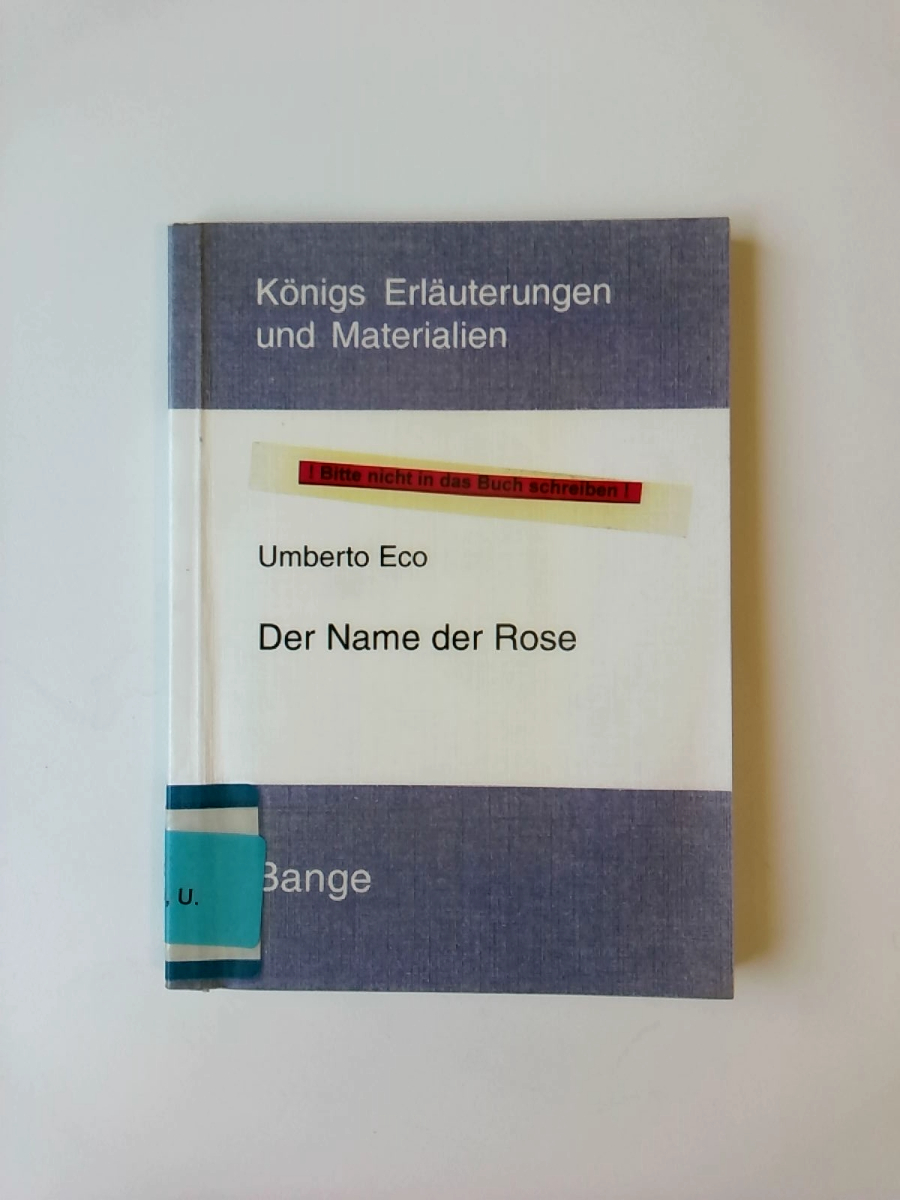 Königs Erläuterungen
und Materialien
! Bitte nicht in das Buch schreiben !
Umberto Eco
Der Name der Rose
Bange
, U.